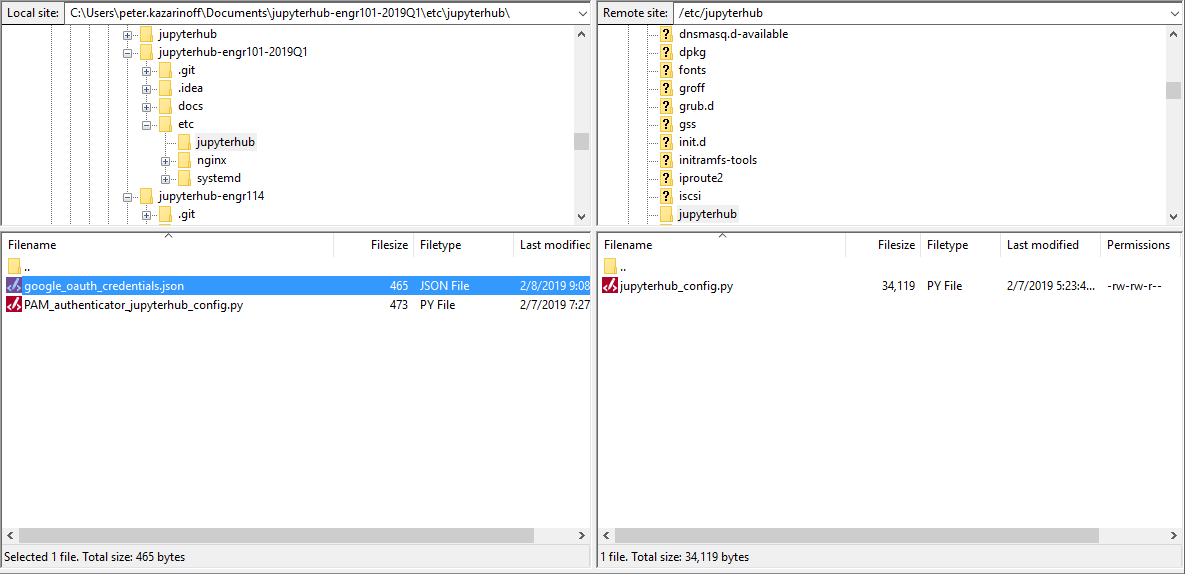 Local site: C:\Users\peter.kazarinoff\Documents\jupyterhub-engr101-2019Q1\etc\jupyterhub\
jupyterhub
jupyterhub-engr101-2019Q1
.git
.idea
docs
etc
jupyterhub
nginx
systemd
jupyterhub-engr114
.git
Filename Filesize Filetype Last modified
..
google_oauth_credentials.json 465 JSON File 2/8/2019 9:08
PAM_authenticator_jupyterhub_config.py 473 PY File 2/7/2019 7:27
Selected 1 file. Total size: 465 bytes
Remote site: /etc/jupyterhub
? dnsmasq.d-available
? dpkg
? fonts
? groff
? grub.d
? gss
? init.d
? initramfs-tools
? iproute2
? iscsi
jupyterhub
Filename Filesize Filetype Last modified Permissions
..
jupyterhub_config.py 34,119 PY File 2/7/2019 5:23:4... -rw-rw-r--
1 file. Total size: 34,119 bytes